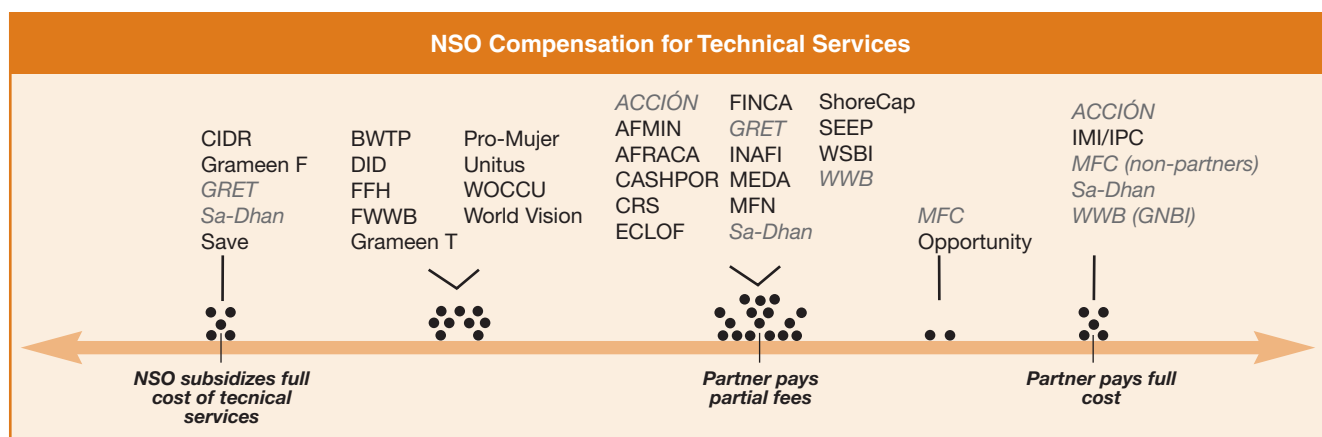 NSO Compensation for Technical Services
CIDR
Grameen F
GRET
Sa-Dhan
Save
BWTP
DID
FFH
FWWB
Grameen T
Pro-Mujer
Unitus
WOCCU
World Vision
ACCIÓN
AFMIN
AFRACA
CASHPOR
CRS
ECLOF
FINCA
GRET
INAFI
MEDA
MFN
Sa-Dhan
ShoreCap
SEEP
WSBI
WWB
MFC
Opportunity
ACCIÓN
IMI/IPC
MFC (non-partners)
Sa-Dhan
WWB (GNBI)
NSO subsidizes full
cost of tecnical
services
Partner pays
partial fees
Partner pays full
cost